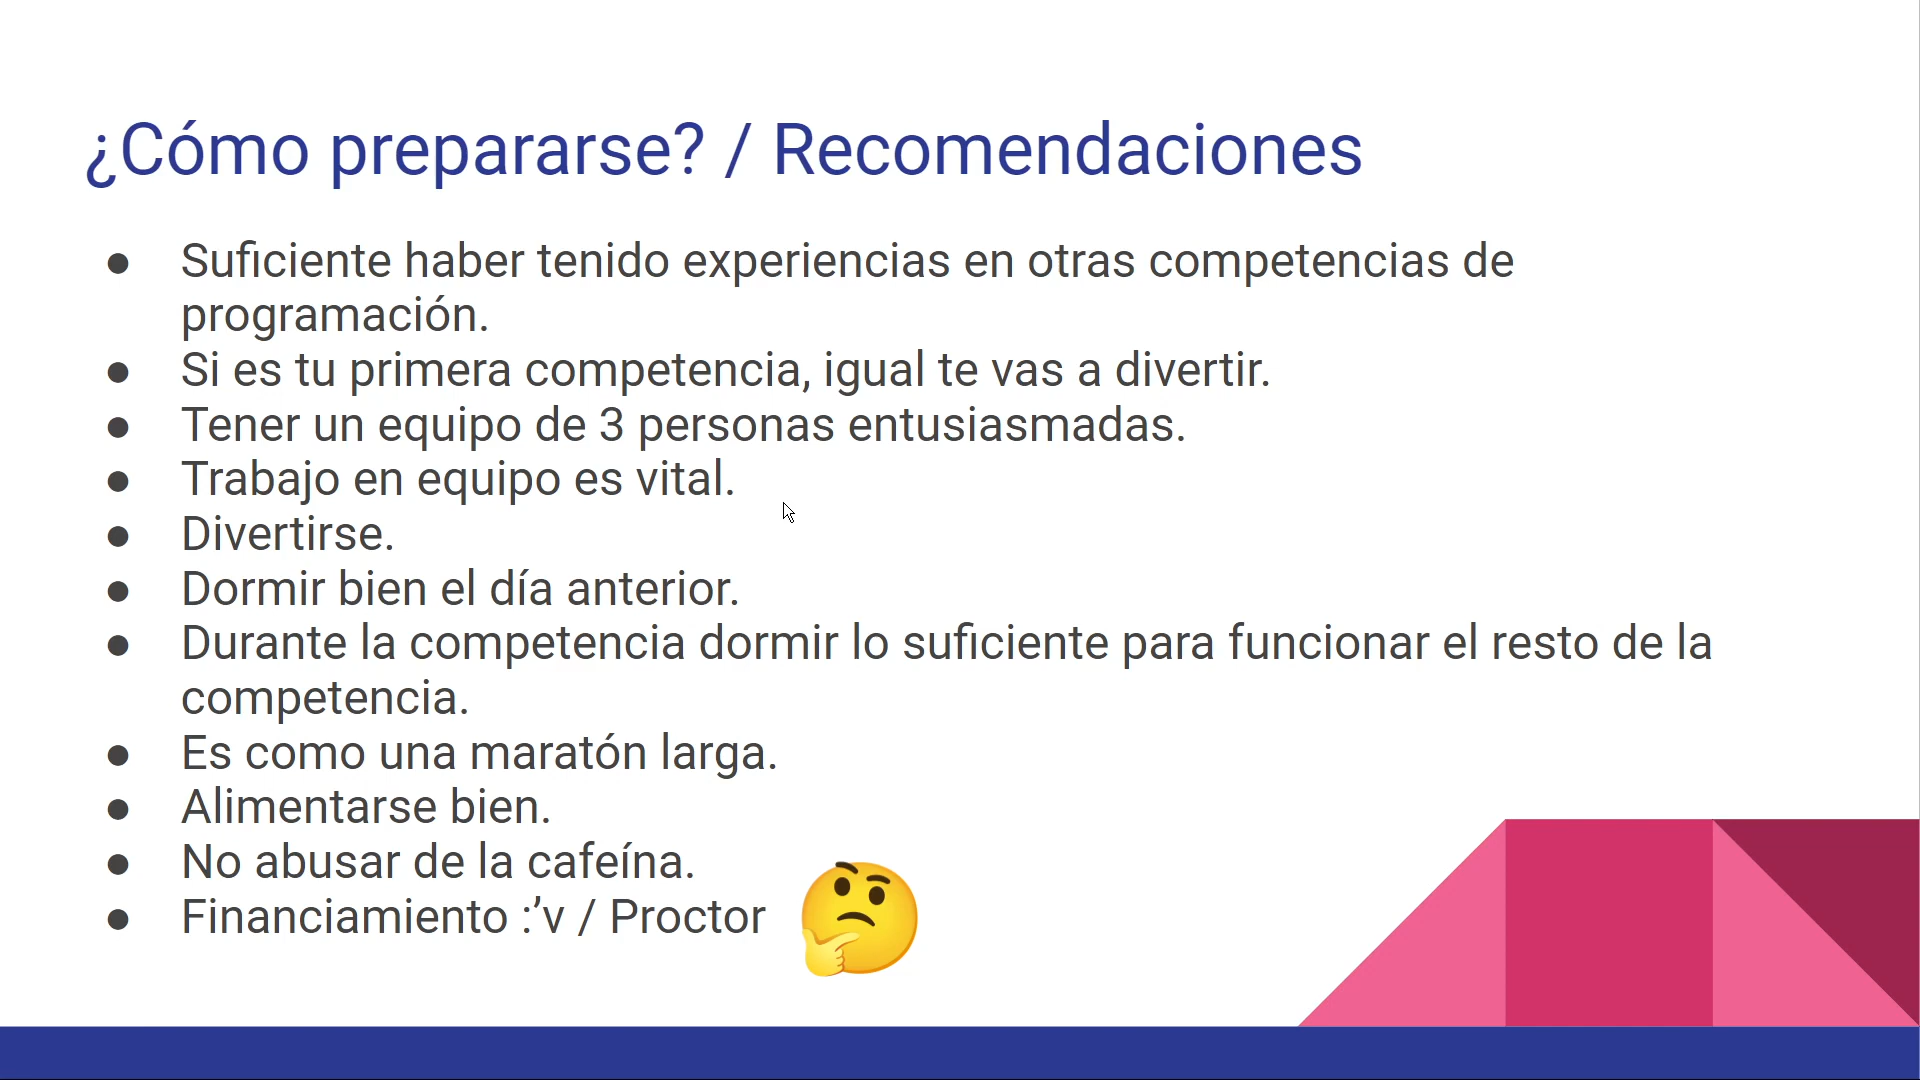 ¿Cómo prepararse? / Recomendaciones
● Suficiente haber tenido experiencias en otras competencias de
programación.
● Si es tu primera competencia, igual te vas a divertir.
● Tener un equipo de 3 personas entusiasmadas.
● Trabajo en equipo es vital.
● Divertirse.
● Dormir bien el día anterior.
● Durante la competencia dormir lo suficiente para funcionar el resto de la
competencia.
● Es como una maratón larga.
● Alimentarse bien.
● No abusar de la cafeína.
● Financiamiento :’v / Proctor